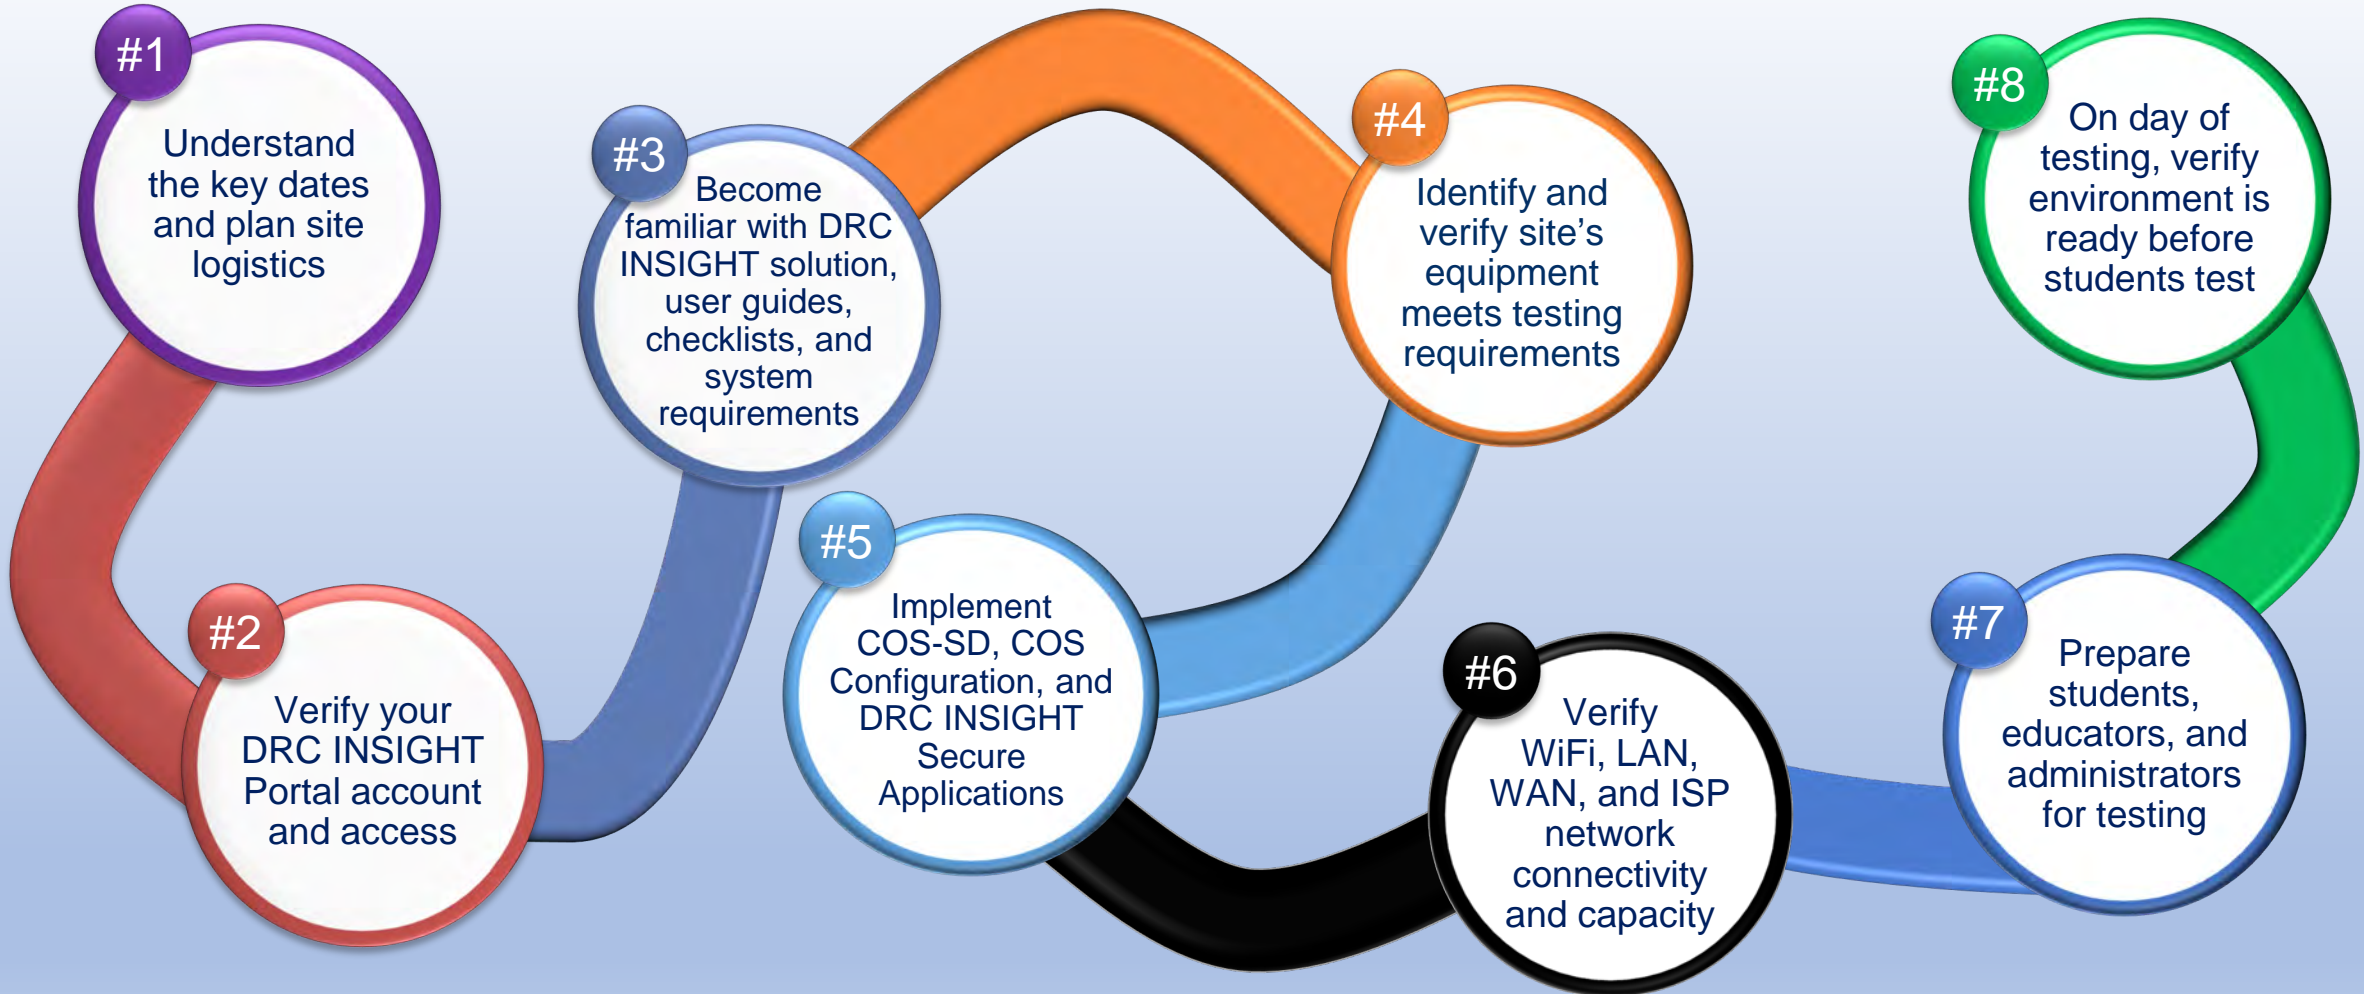 #1
Understand
the key dates
and plan site
logistics
#2
Verify your
DRC INSIGHT
Portal account
and access
#3
Become
familiar with DRC
INSIGHT solution,
user guides,
checklists, and
system
requirements
#4
Identify and
verify site’s
equipment
meets testing
requirements
#5
Implement
COS-SD, COS
Configuration, and
DRC INSIGHT
Secure
Applications
#6
Verify
WiFi, LAN,
WAN, and ISP
network
connectivity
and capacity
#7
Prepare
students,
educators, and
administrators
for testing
#8
On day of
testing, verify
environment is
ready before
students test